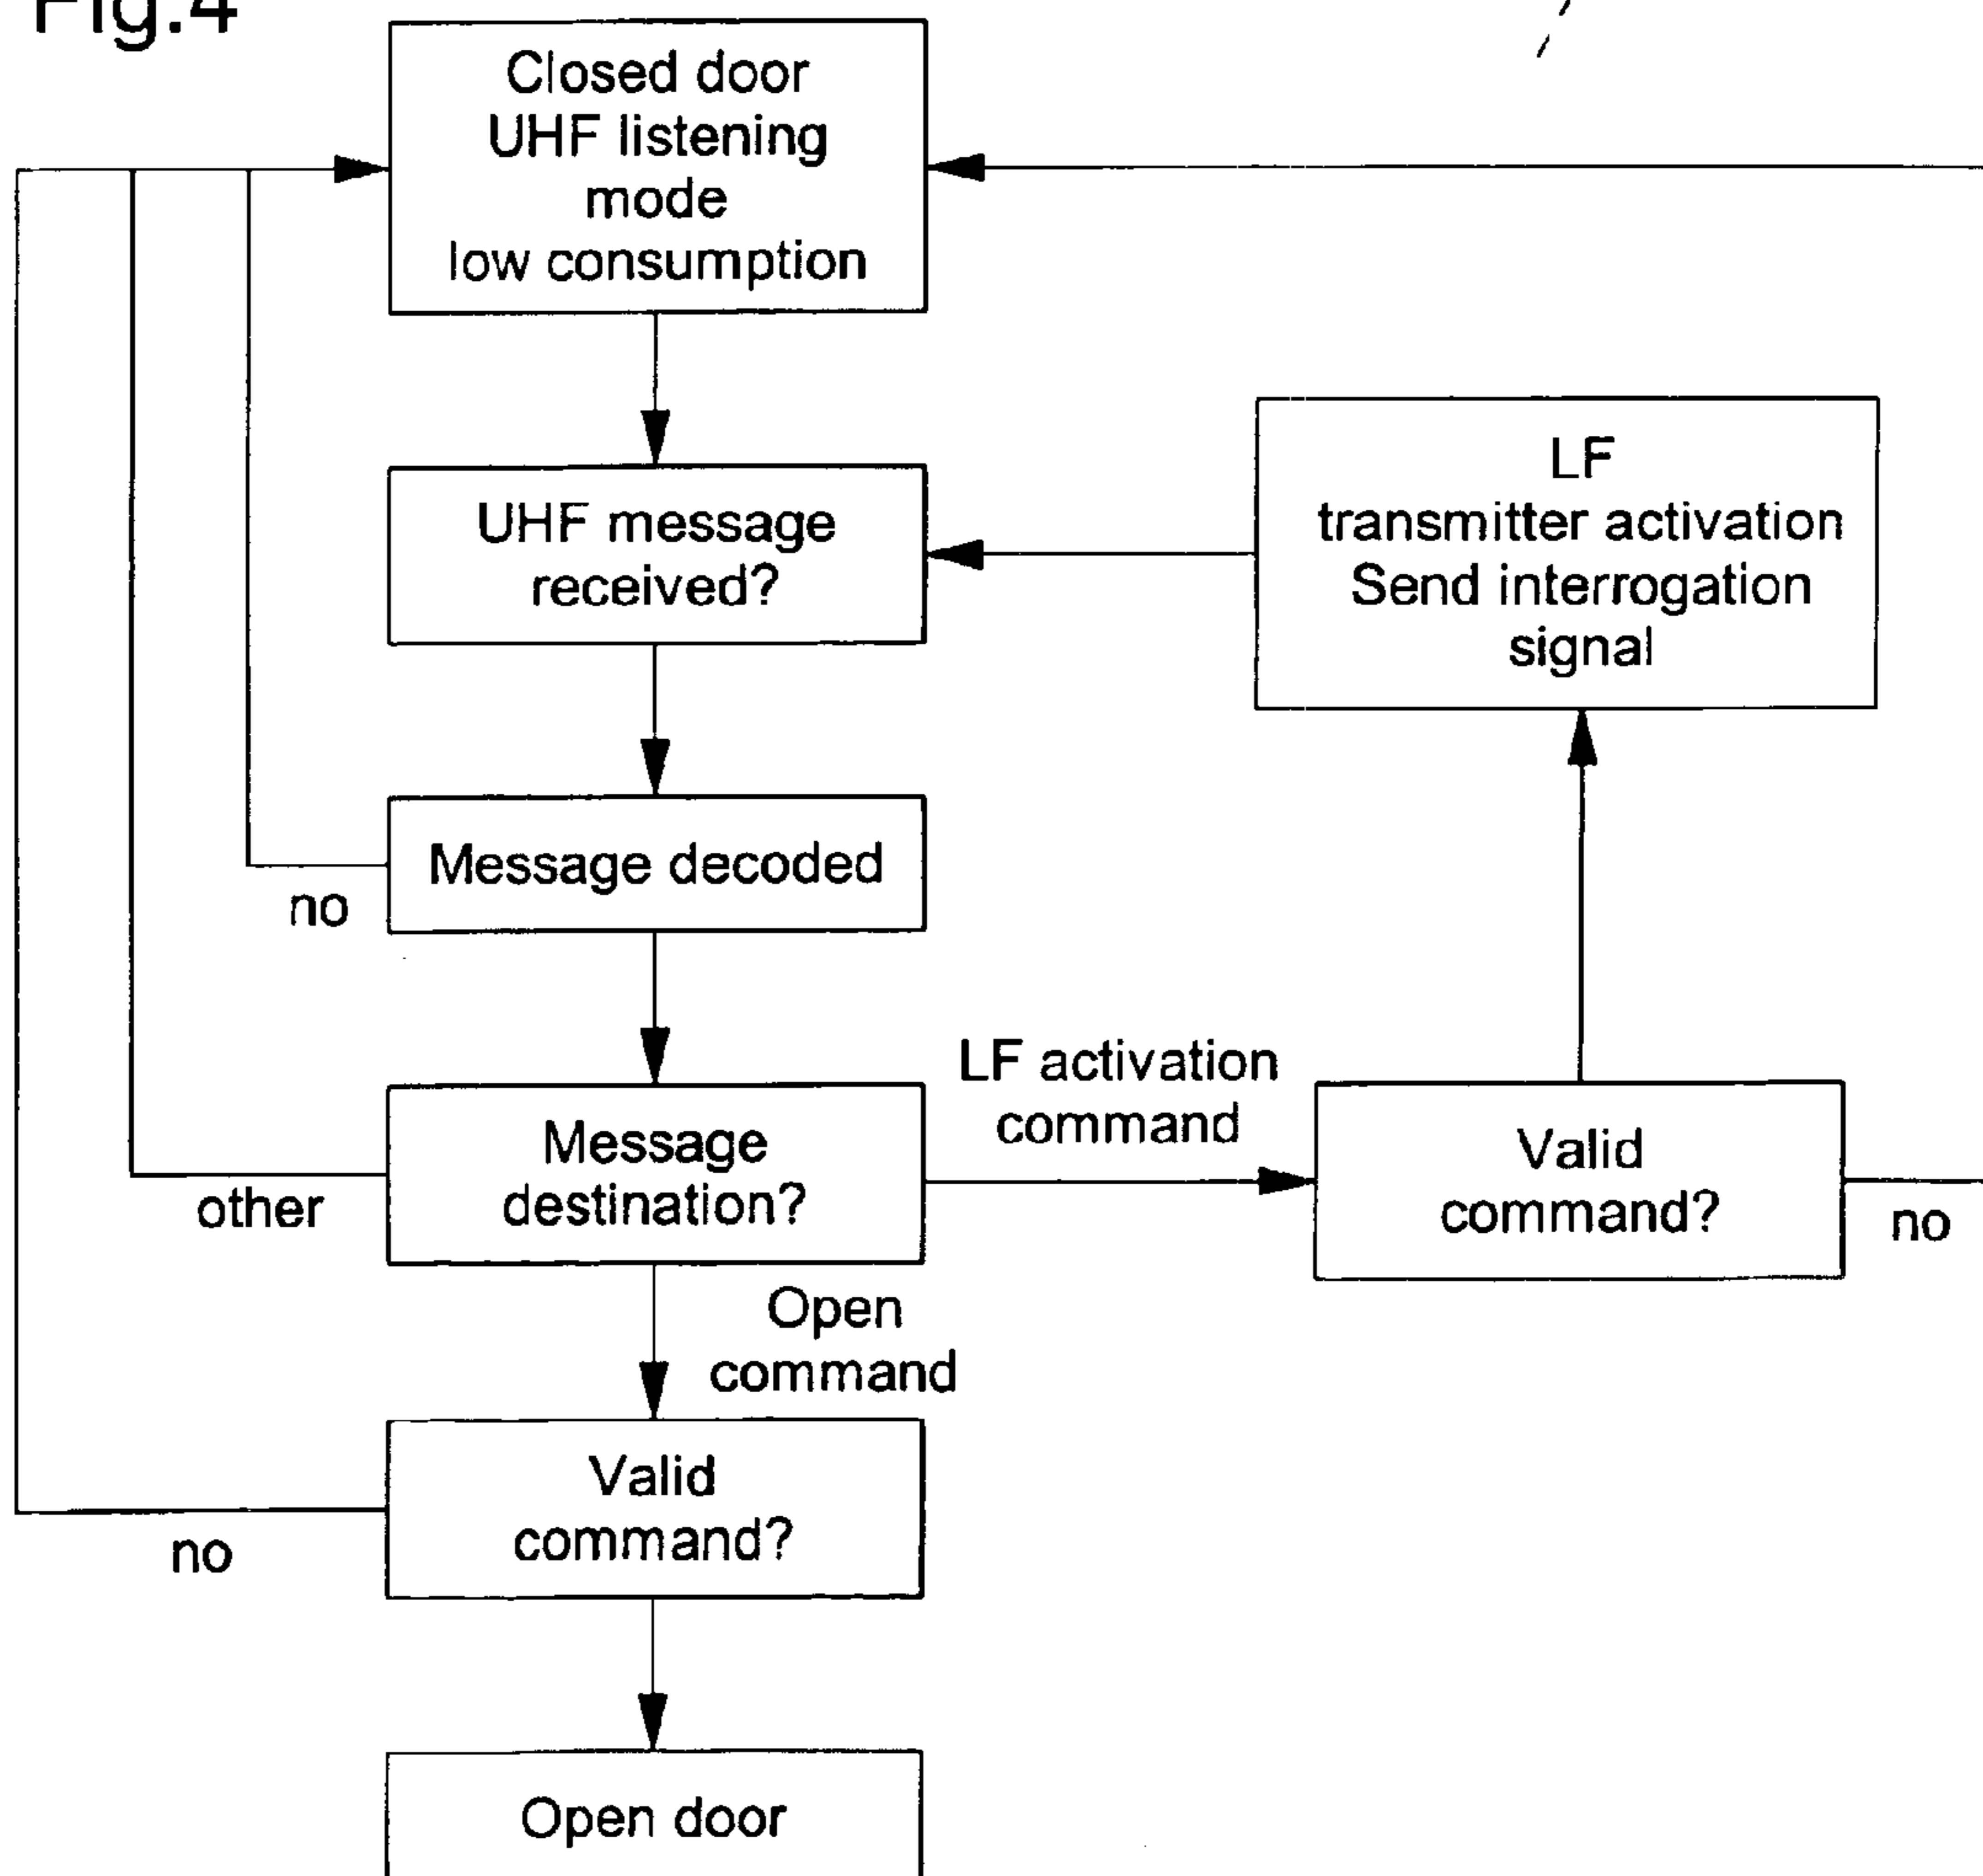 Fig.4
Closed door
UHF listening
mode
low consumption
UHF message
received?
LF
transmitter activation
Send interrogation
signal
Message decoded
no
Message
destination?
other
LF activation
command
Valid
command?
no
Open
command
Valid
command?
no
Open door